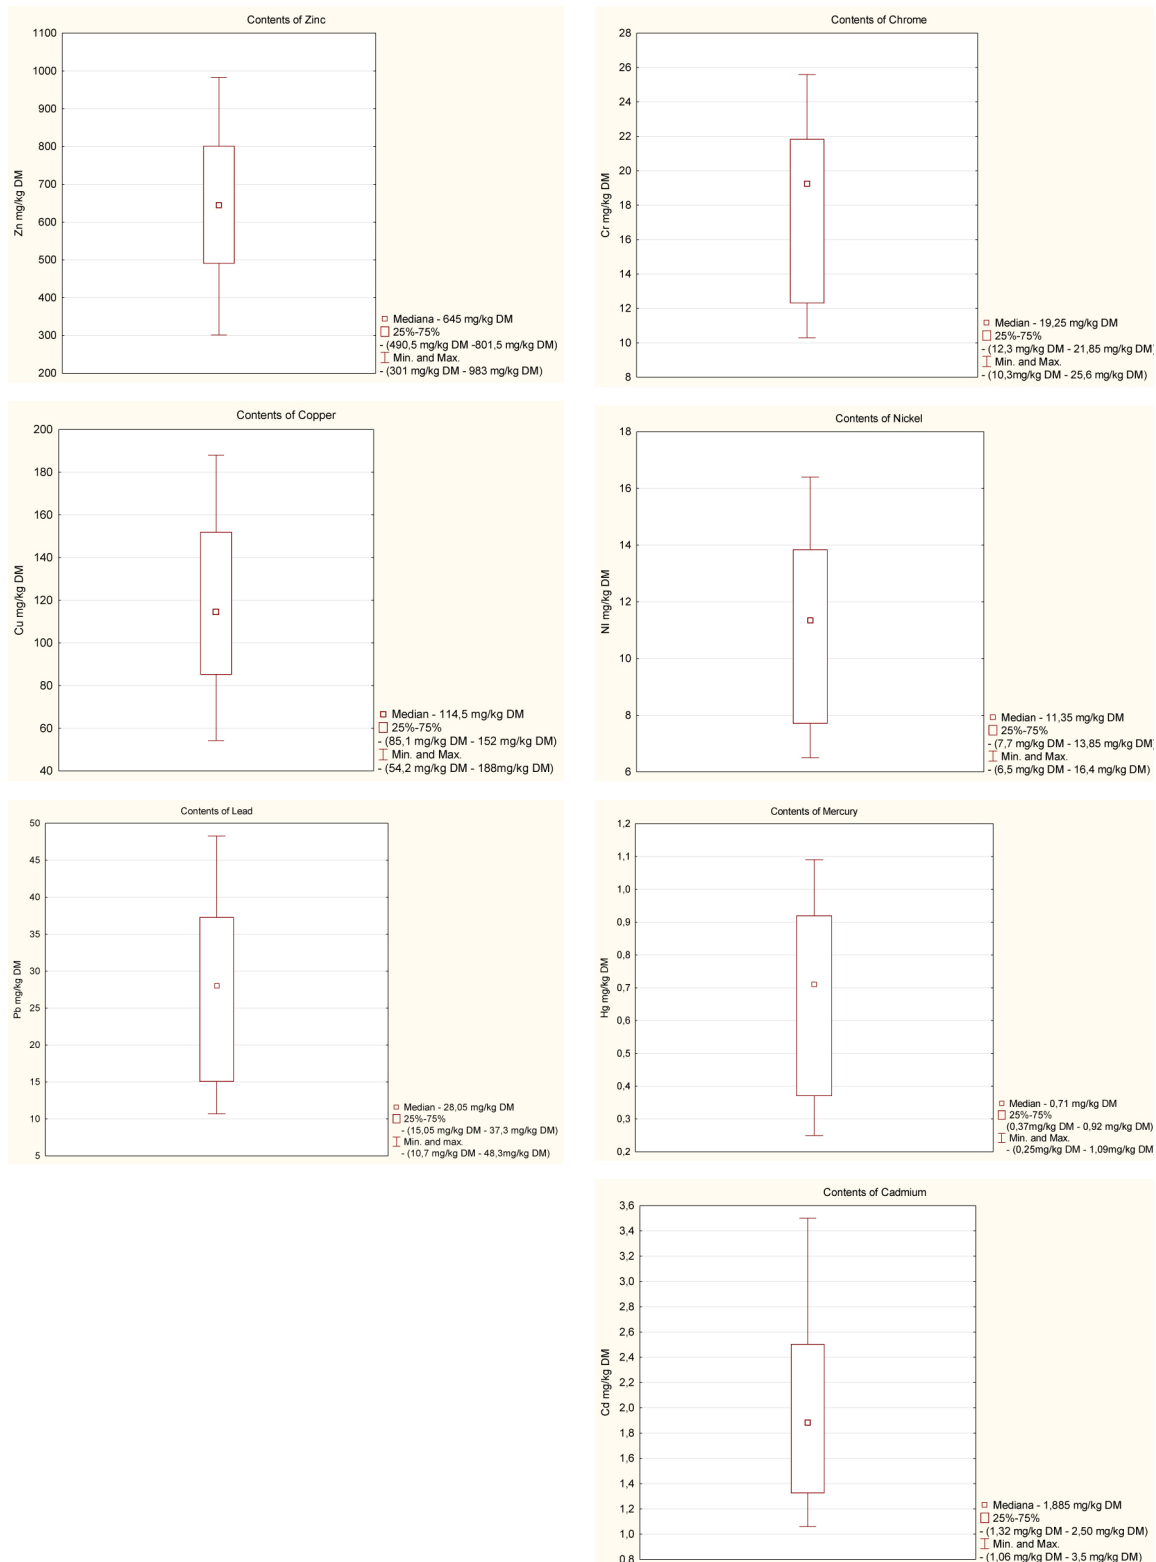 Contents of Zinc
1100
1000
900
800
700
600
500
400
300
200
Zn mg/kg DM
Mediana - 645 mg/kg DM
25%-75%
- (490,5 mg/kg DM -801,5 mg/kg DM)
Min. and Max.
- (301 mg/kg DM - 983 mg/kg DM)
Contents of Chrome
28
26
24
22
20
18
16
14
12
10
8
Cr mg/kg DM
Median - 19,25 mg/kg DM
25%-75%
- (12,3 mg/kg DM - 21,85 mg/kg DM)
Min. and Max.
- (10,3mg/kg DM - 25,6 mg/kg DM)
Contents of Copper
200
180
160
140
120
100
80
60
40
Cu mg/kg DM
Median - 114,5 mg/kg DM
25%-75%
- (85,1 mg/kg DM - 152 mg/kg DM)
Min. and Max.
- (54,2 mg/kg DM - 188mg/kg DM)
Contents of Nickel
18
16
14
12
10
8
6
NI mg/kg DM
Median - 11,35 mg/kg DM
25%-75%
- (7,7 mg/kg DM - 13,85 mg/kg DM)
Min. and Max.
- (6,5 mg/kg DM - 16,4 mg/kg DM)
Contents of Lead
50
45
40
35
30
25
20
15
10
5
Pb mg/kg DM
Median - 28,05 mg/kg DM
25%-75%
- (15,05 mg/kg DM - 37,3 mg/kg DM)
Min. and max.
- (10,7 mg/kg DM - 48,3mg/kg DM)
Contents of Mercury
1,2
1,1
1,0
0,9
0,8
0,7
0,6
0,5
0,4
0,3
0,2
Hg mg/kg DM
Median - 0,71 mg/kg DM
25%-75%
(0,37mg/kg DM - 0,92 mg/kg DM)
Min. and Max.
- (0,25mg/kg DM - 1,09mg/kg DM
Contents of Cadmium
3,6
3,4
3,2
3,0
2,8
2,6
2,4
2,2
2,0
1,8
1,6
1,4
1,2
1,0
0,8
Cd mg/kg DM
Mediana - 1,885 mg/kg DM
25%-75%
- (1,32 mg/kg DM - 2,50 mg/kg DM)
Min. and Max.
- (1,06 mg/kg DM - 3,5 mg/kg DM)